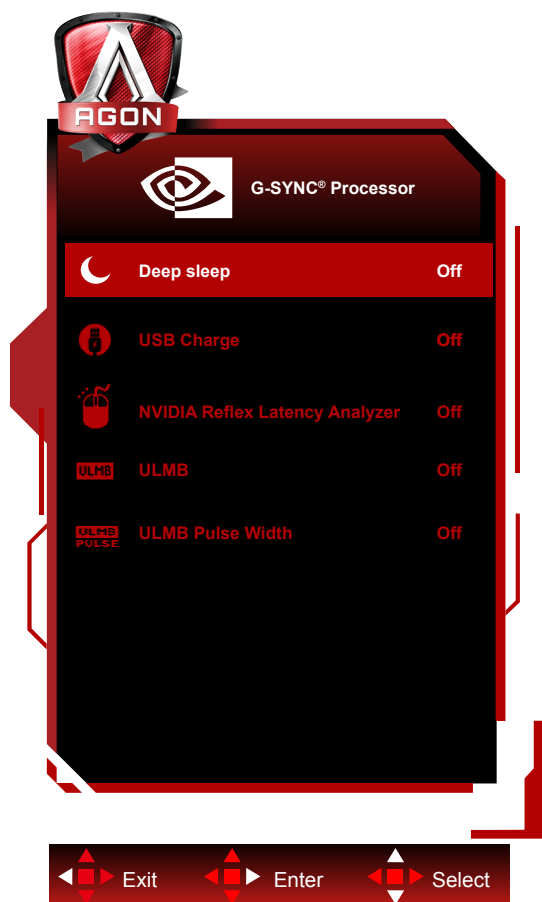 AGON
G-SYNC® Processor
Deep sleep Off
USB Charge Off
NVIDIA Reflex Latency Analyzer Off
ULMB ULMB Off
ULMB PULSE ULMB Pulse Width Off
Exit Enter Select